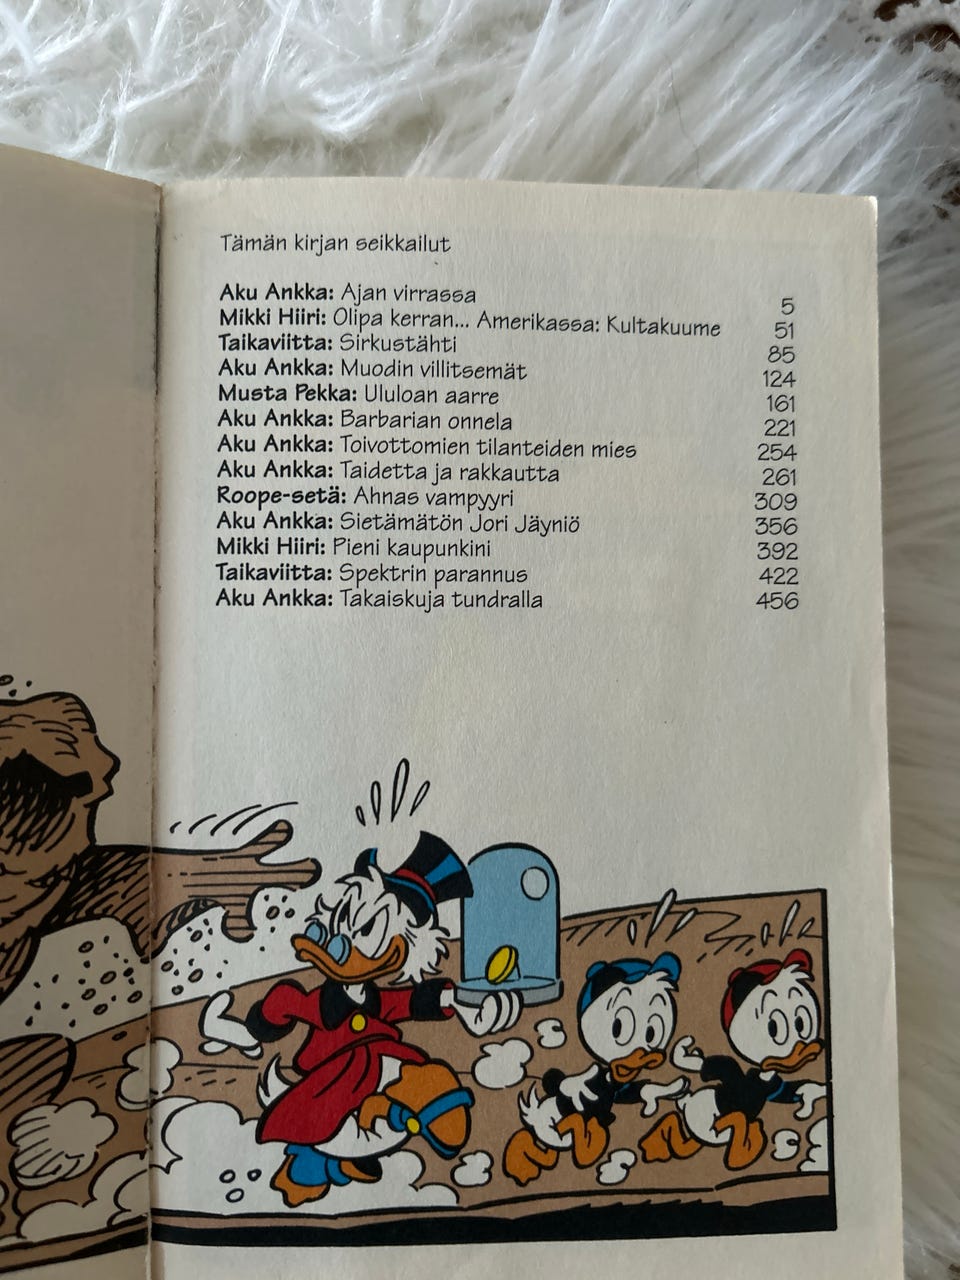 Tämän kirjan seikkailut
Aku Ankka: Ajan virrassa 5
Mikki Hiiri: Olipa kerran... Amerikassa: Kultakuume 51
Taikaviitta: Sirkustähti 85
Aku Ankka: Muodin villitsemät 124
Musta Pekka: Ululoan aarre 161
Aku Ankka: Barbarian onnela 221
Aku Ankka: Toivottomien tilanteiden mies 254
Aku Ankka: Taidetta ja rakkautta 261
Roope-setä: Ahnas vampyyri 309
Aku Ankka: Sietämätön Jori Jäyniö 356
Mikki Hiiri: Pieni kaupunkini 392
Taikaviitta: Spektrin parannus 422
Aku Ankka: Takaiskuja tundralla 456